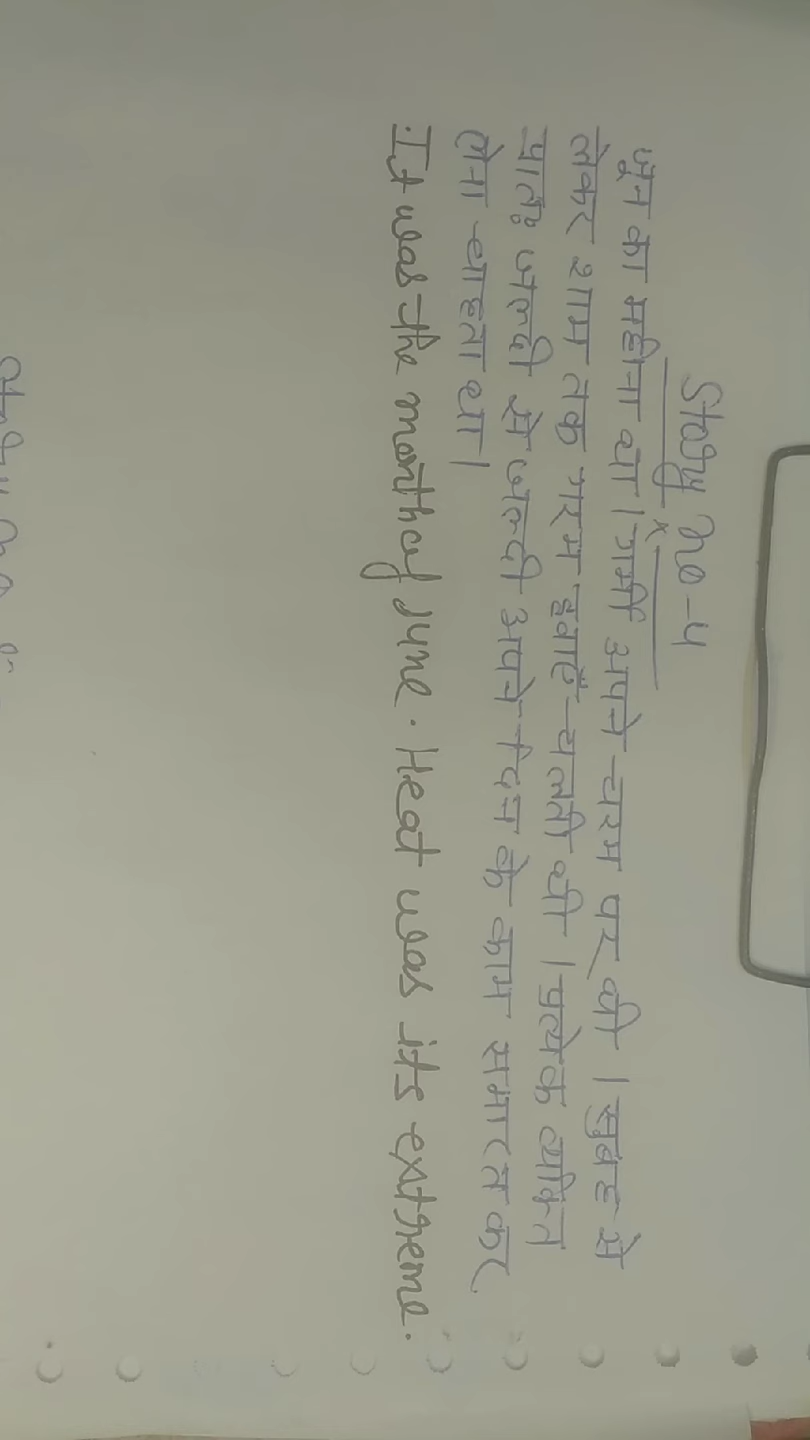 Story no-4
जून का महीना था। गर्मी अपने चरम पर थी। सुबह से
लेकर शाम तक गरम हवाएँ चलती थी। प्रत्येक व्यक्ति
प्रातः जल्दी से जल्दी अपने दिन के काम समाप्त कर
लेना चाहता था।
It was the month of June. Heat was its extreme.